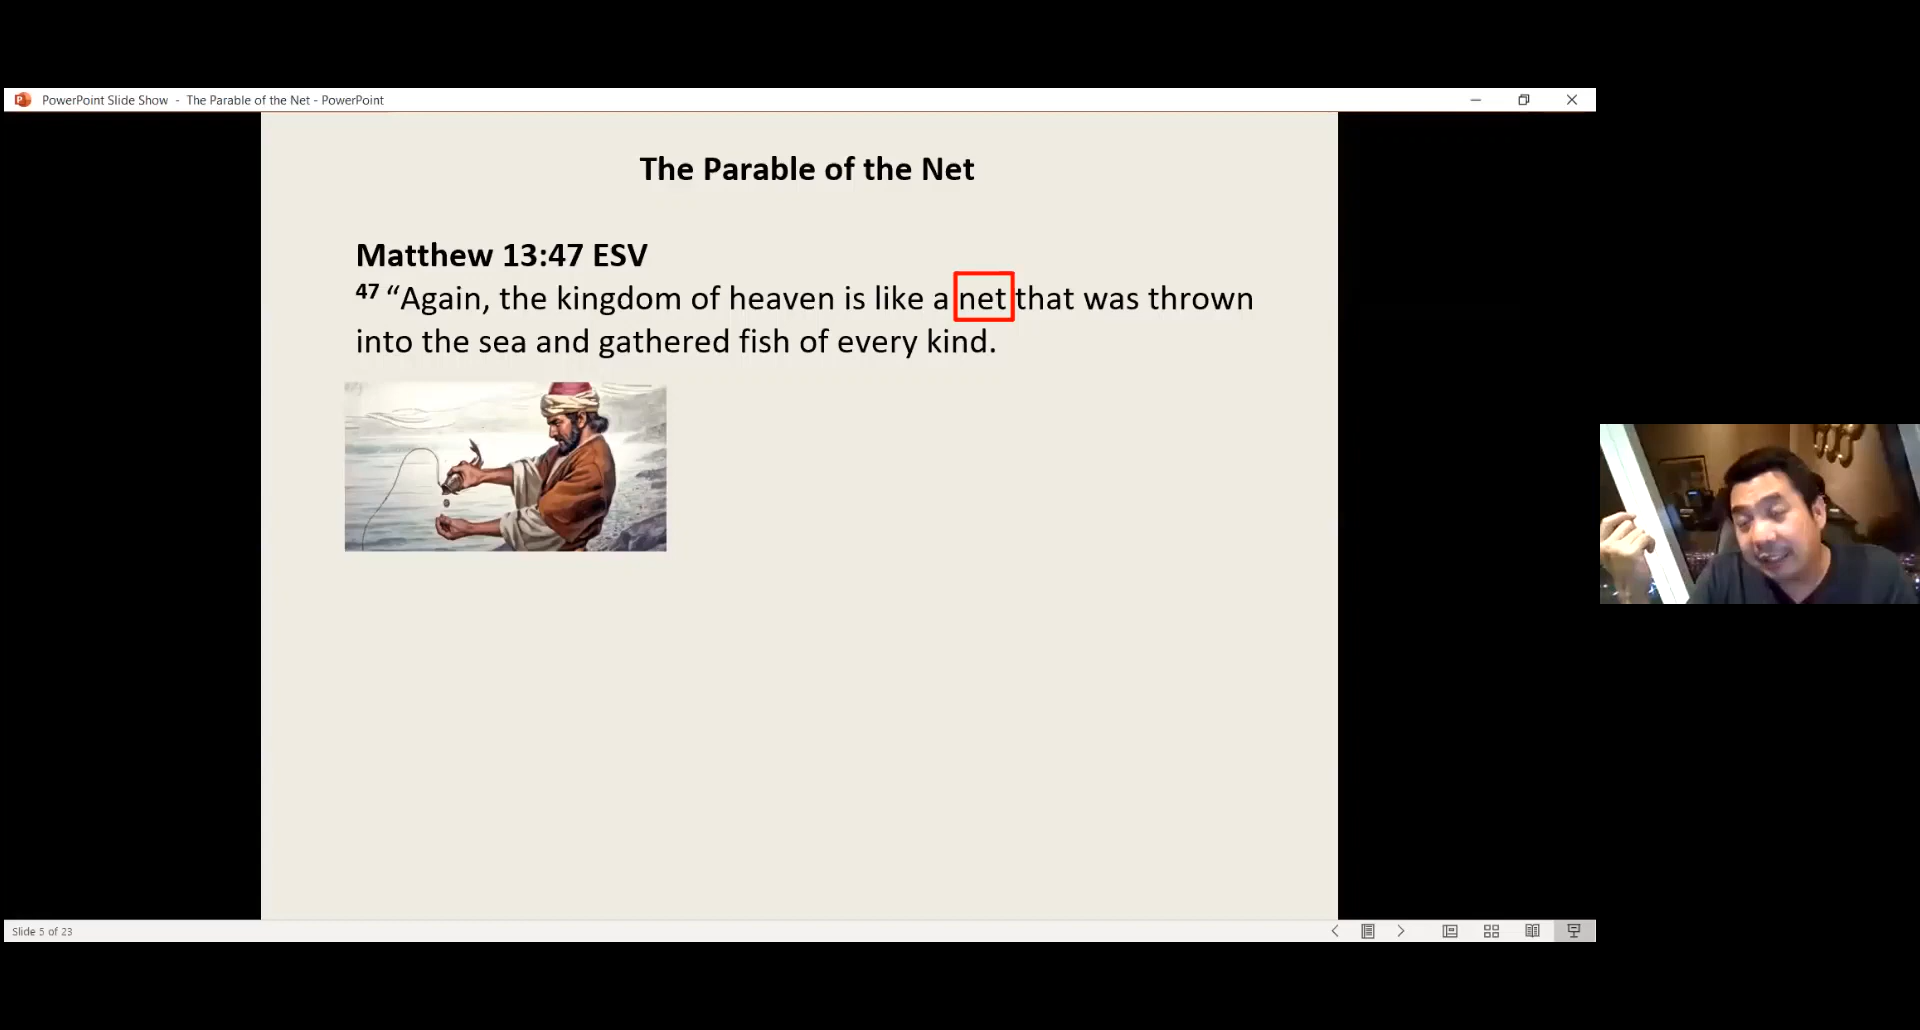 PowerPoint Slide Show - The Parable of the Net - PowerPoint
The Parable of the Net
Matthew 13:47 ESV
47 “Again, the kingdom of heaven is like a net that was thrown
into the sea and gathered fish of every kind.
Slide 5 of 23